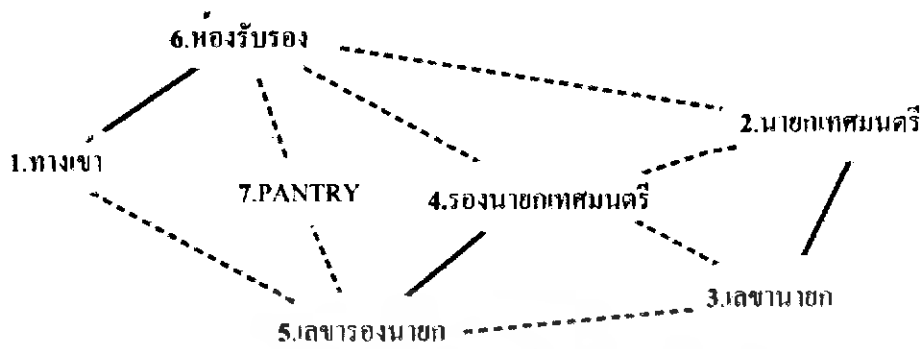 6.ห้องรับรอง
2.นายกเทศมนตรี
1.ทางเข้า
7.PANTRY
4.รองนายกเทศมนตรี
3.เลขานายก
5.เลขารองนายก